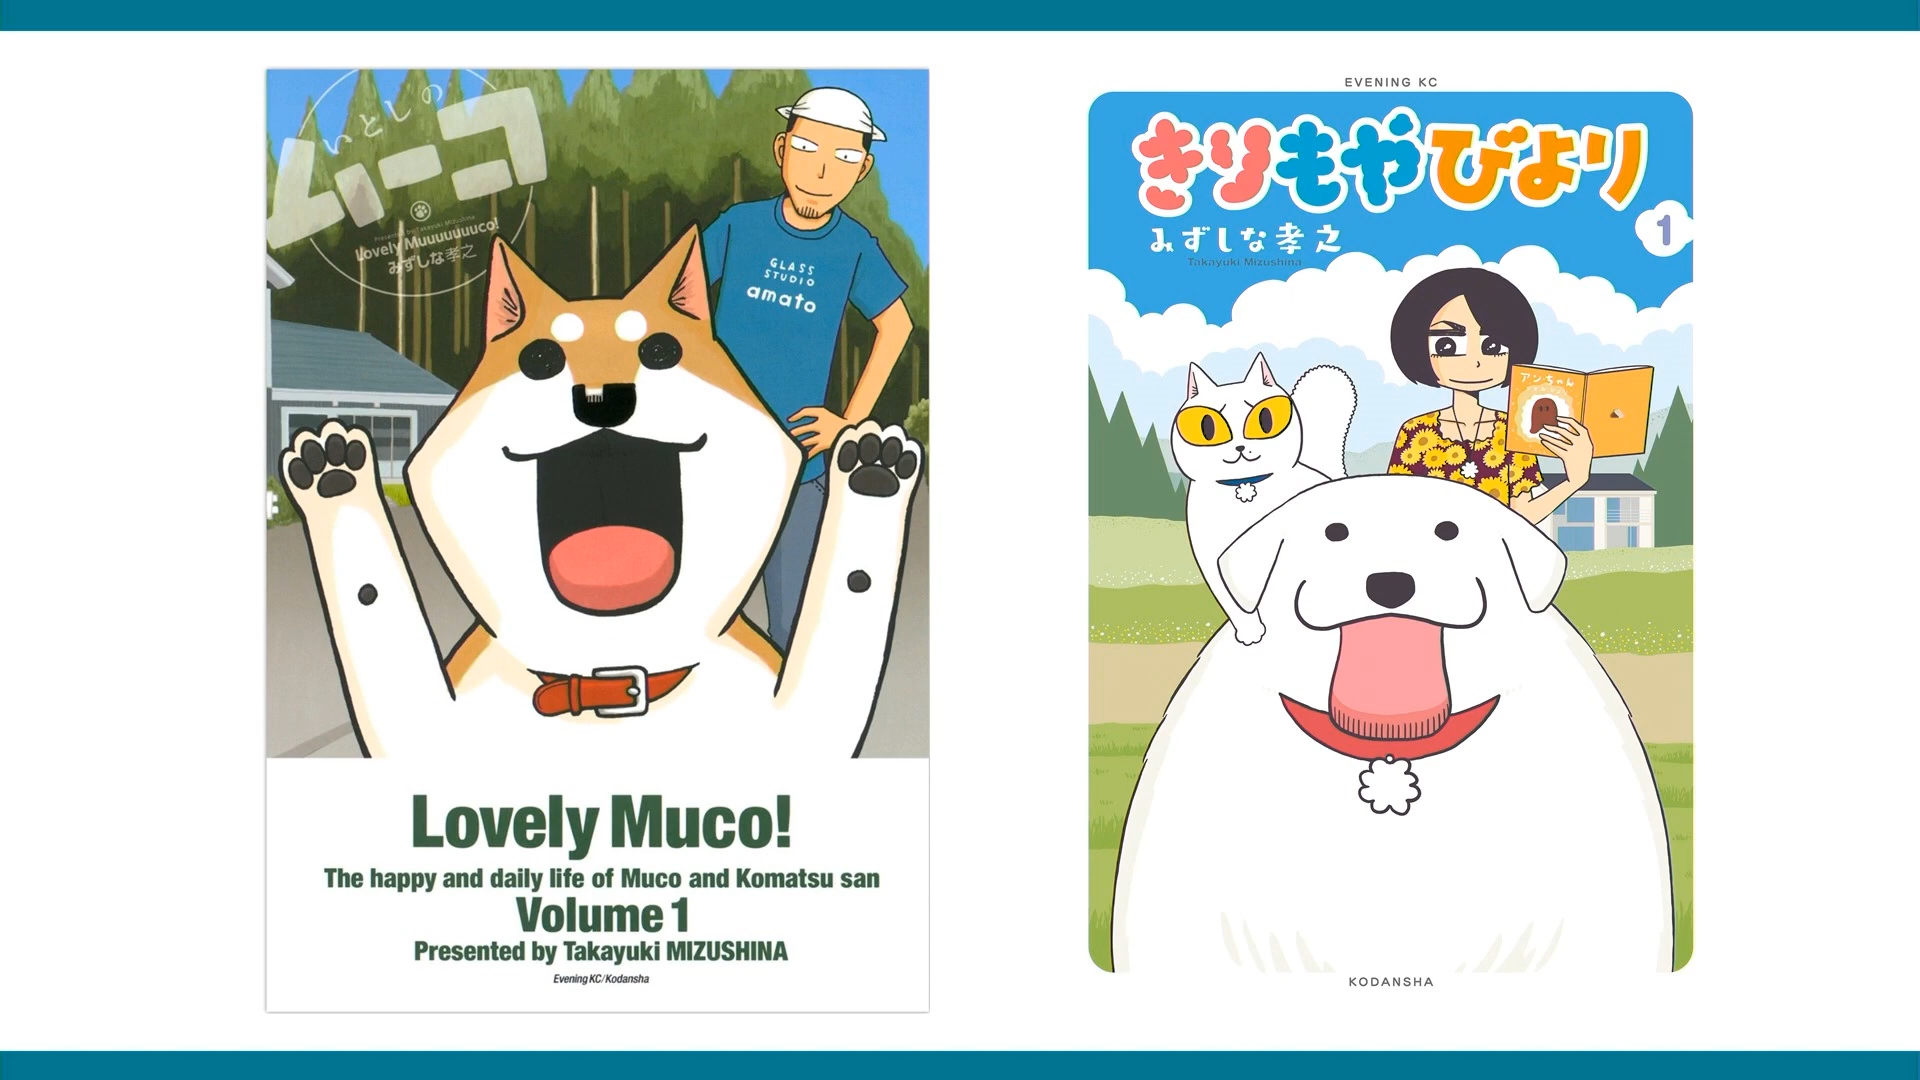 いとしの
ムーコ
Presented by Takayuki Mizushina
Lovely Muuuuuuuco!
みずしな孝之
GLASS
STUDIO
amato
Lovely Muco!
The happy and daily life of Muco and Komatsu san
Volume 1
Presented by Takayuki MIZUSHINA
Evening KC/Kodansha
EVENING KC
きりもやびより
みずしな孝之
Takayuki Mizushina
1
アンちゃん
KODANSHA